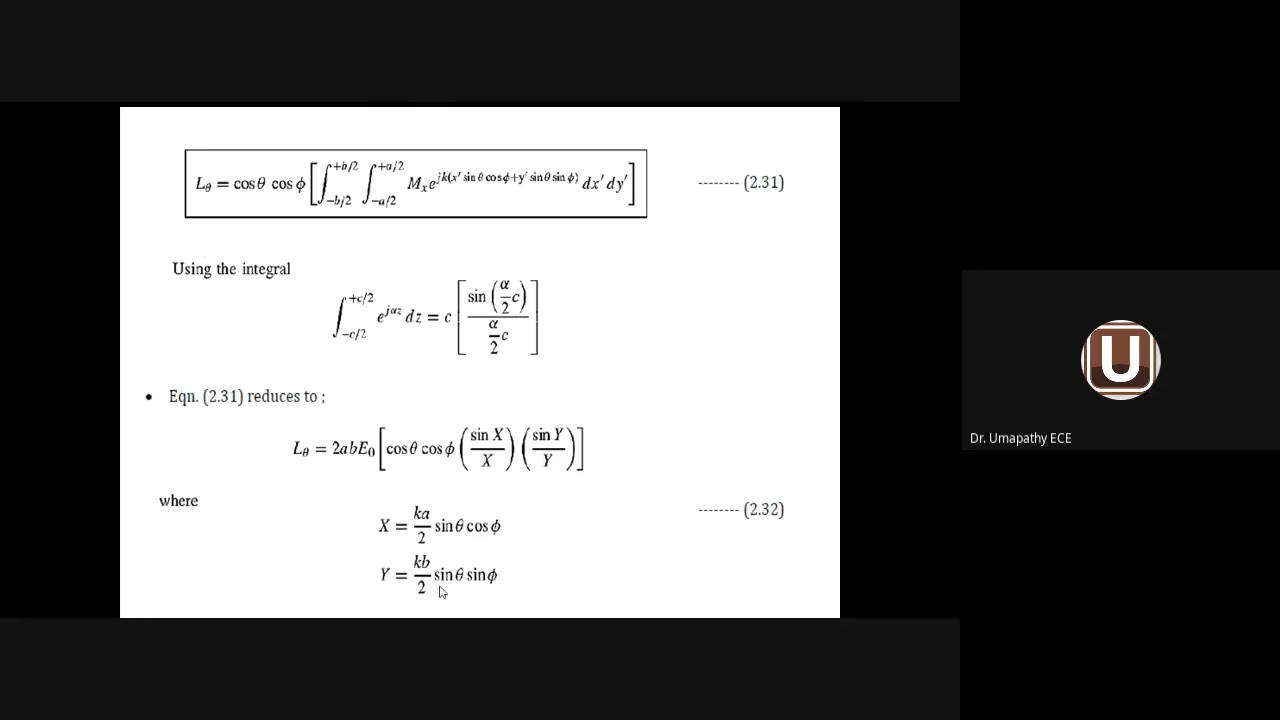 L_θ = cos θ cos ϕ [∫_{−b/2}^{+b/2} ∫_{−a/2}^{+a/2} M_x e^{jk(x′ sin θ cos ϕ+y′ sin θ sin ϕ)} dx′ dy′] -------- (2.31)
Using the integral
∫_{−c/2}^{+c/2} e^{jαz} dz = c [sin (α/2 c) / (α/2 c)]
• Eqn. (2.31) reduces to ;
L_θ = 2abE_0 [cos θ cos ϕ (sin X / X) (sin Y / Y)]
where
-------- (2.32)
X = ka/2 sin θ cos ϕ
Y = kb/2 sin θ sin ϕ
U
Dr. Umapathy ECE